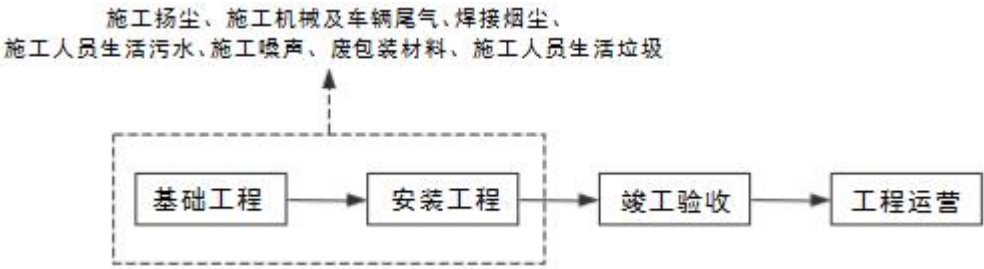 施工扬尘、施工机械及车辆尾气、焊接烟尘、
施工人员生活污水、施工噪声、废包装材料、施工人员生活垃圾
基础工程
安装工程
竣工验收
工程运营